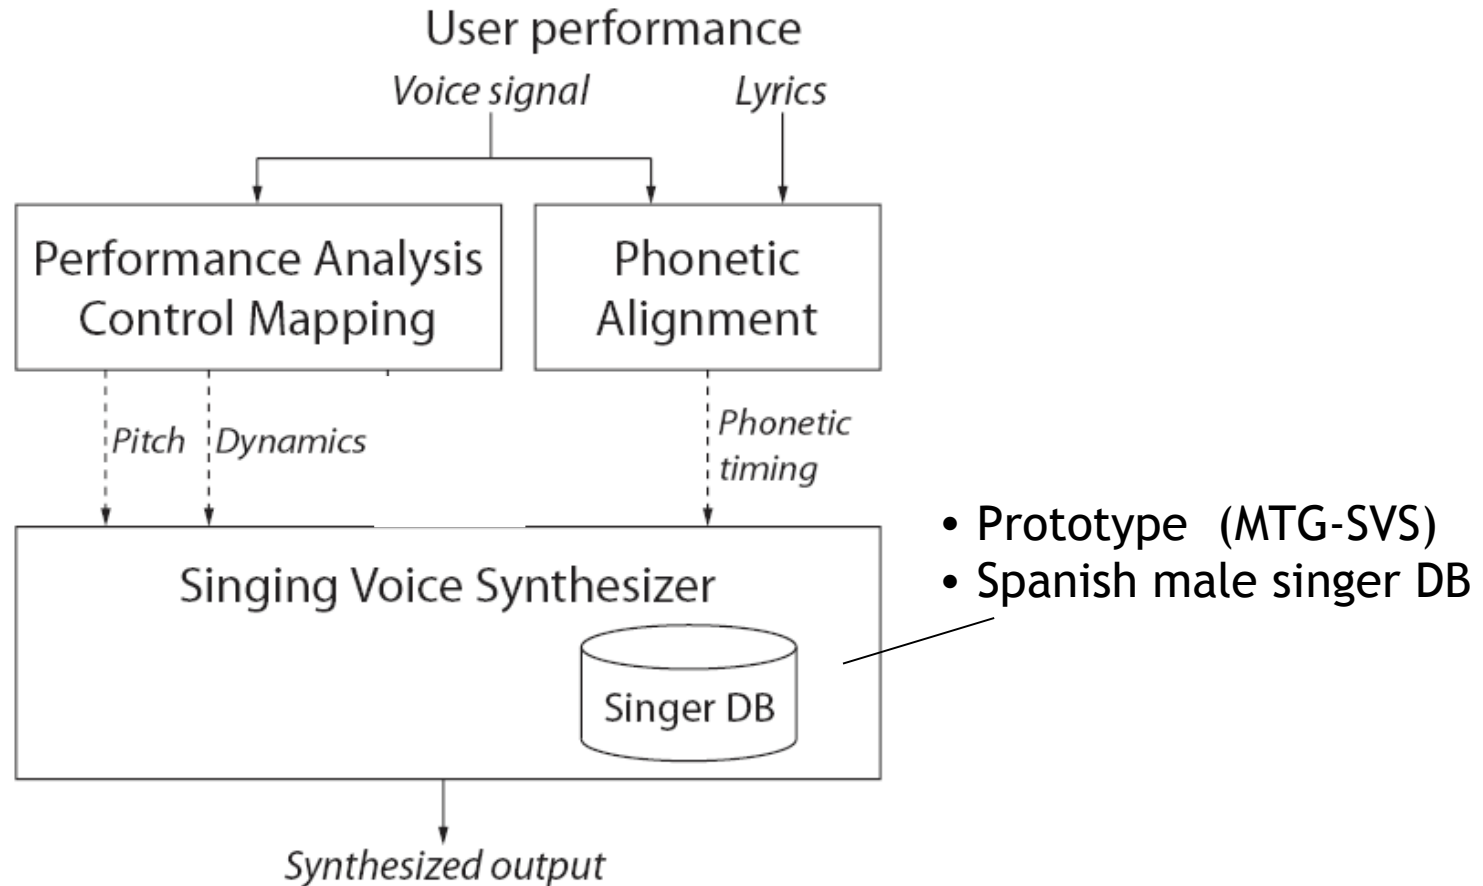 User performance
Voice signal
Lyrics
Performance Analysis
Control Mapping
Phonetic
Alignment
Pitch
Dynamics
Phonetic
timing
• Prototype (MTG-SVS)
• Spanish male singer DB
Singing Voice Synthesizer
Singer DB
Synthesized output